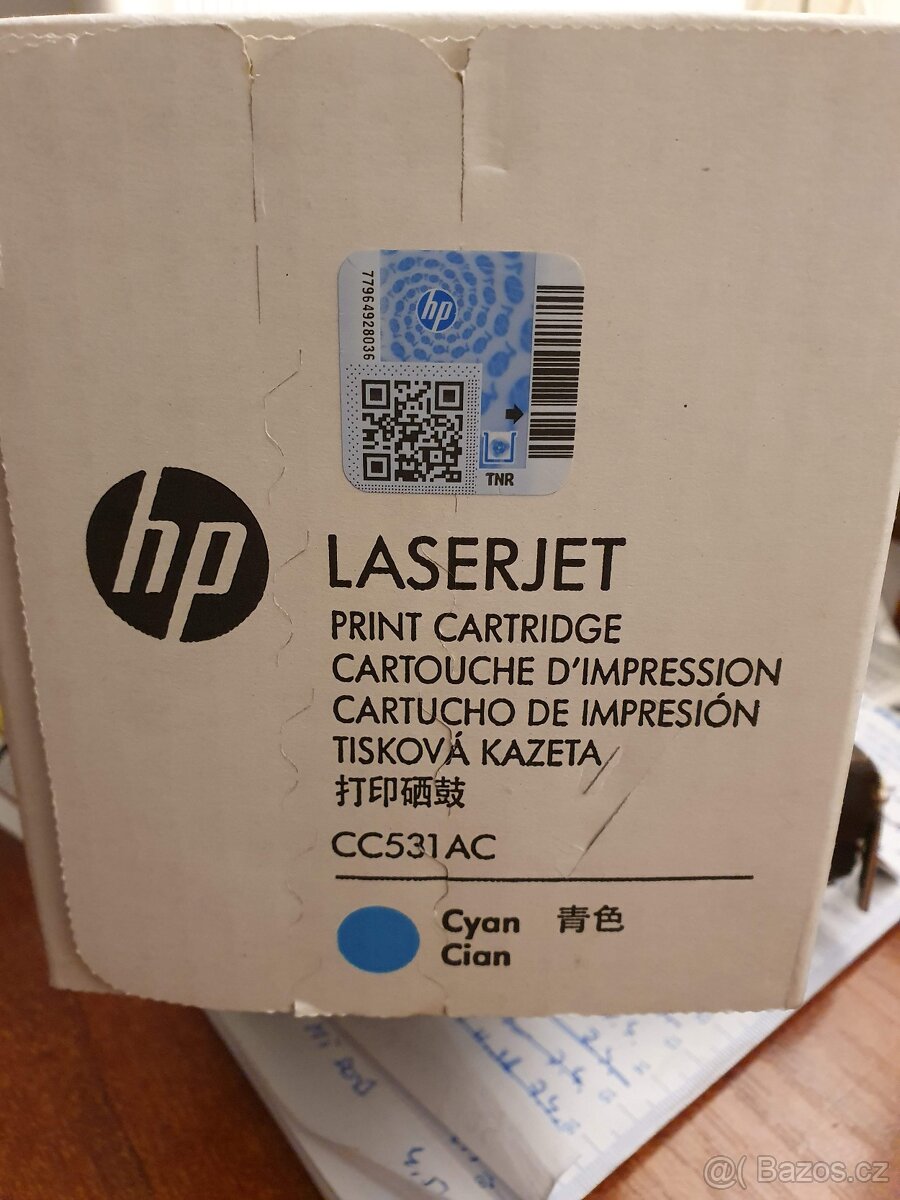 77964928036
hp
TNR
hp
LASERJET
PRINT CARTRIDGE
CARTOUCHE D'IMPRESSION
CARTUCHO DE IMPRESIÓN
TISKOVÁ KAZETA
打印硒鼓
CC531AC
Cyan 青色
Cian
@( Bazos.cz